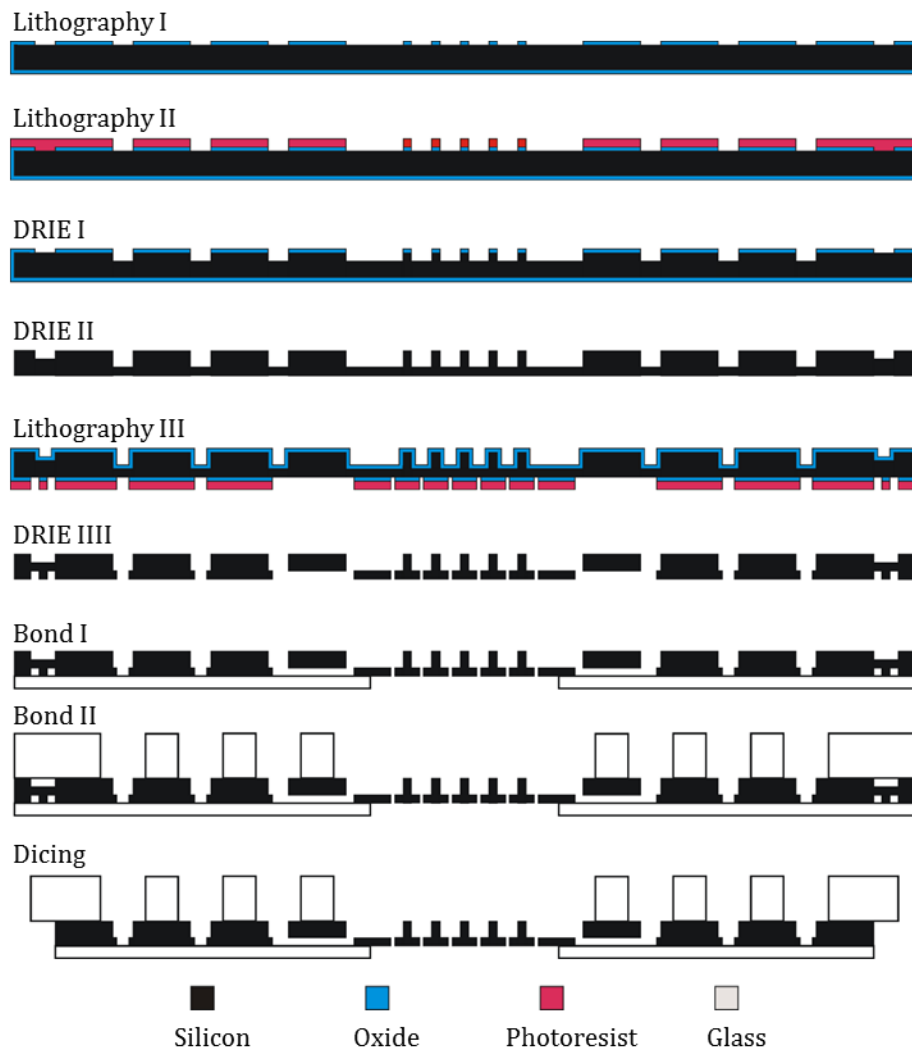 Lithography I
Lithography II
DRIE I
DRIE II
Lithography III
DRIE IIII
Bond I
Bond II
Dicing
Silicon Oxide Photoresist Glass